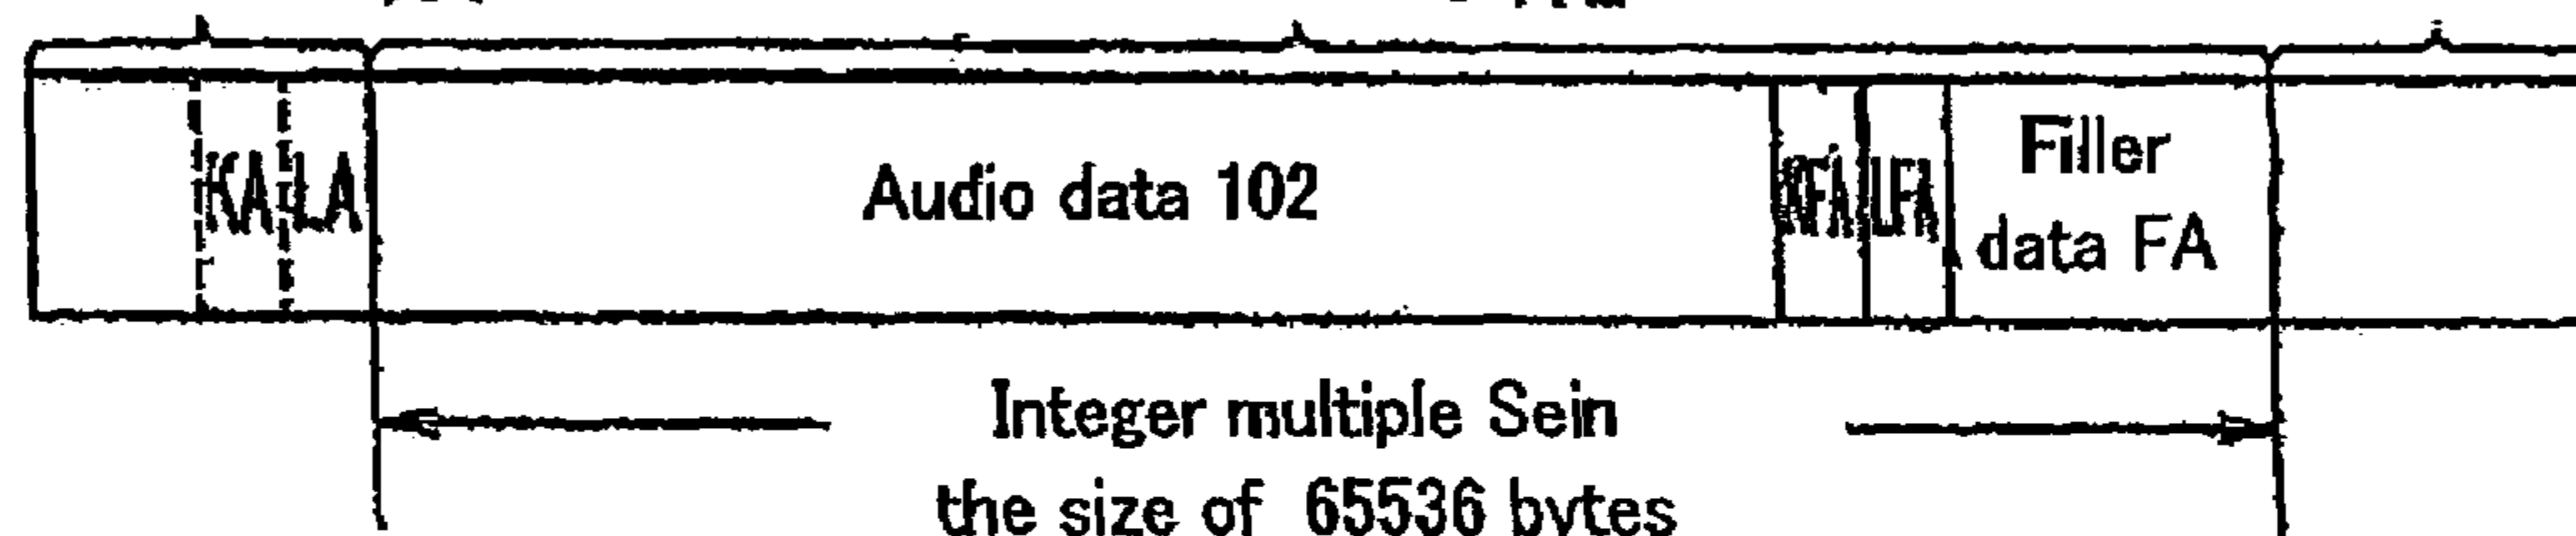 KA LA Audio data 102 KFA LFA Filler
data FA
Integer multiple Sein
the size of 65536 bytes